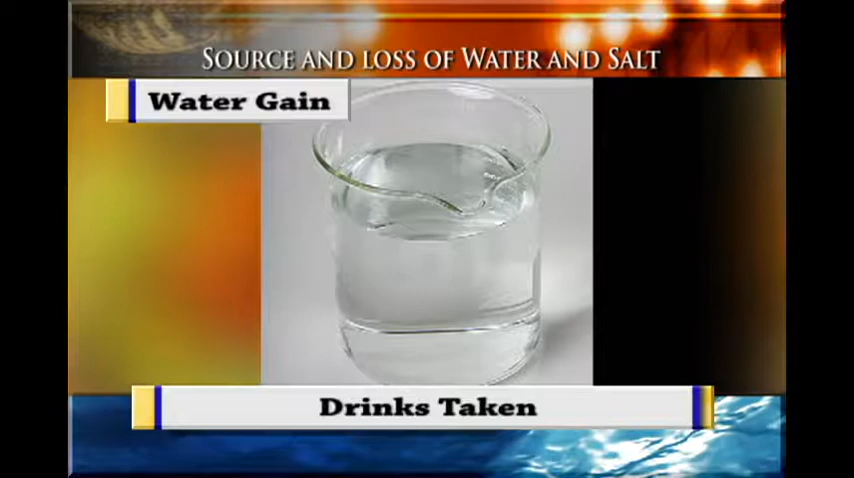 Source and loss of Water and Salt
Water Gain
Drinks Taken